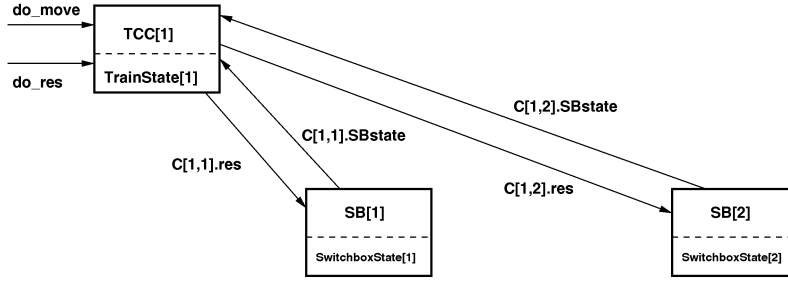 do_move
TCC[1]
TrainState[1]
do_res
C[1,2].SBstate
C[1,1].SBstate
C[1,1].res
C[1,2].res
SB[1]
SB[2]
SwitchboxState[1]
SwitchboxState[2]